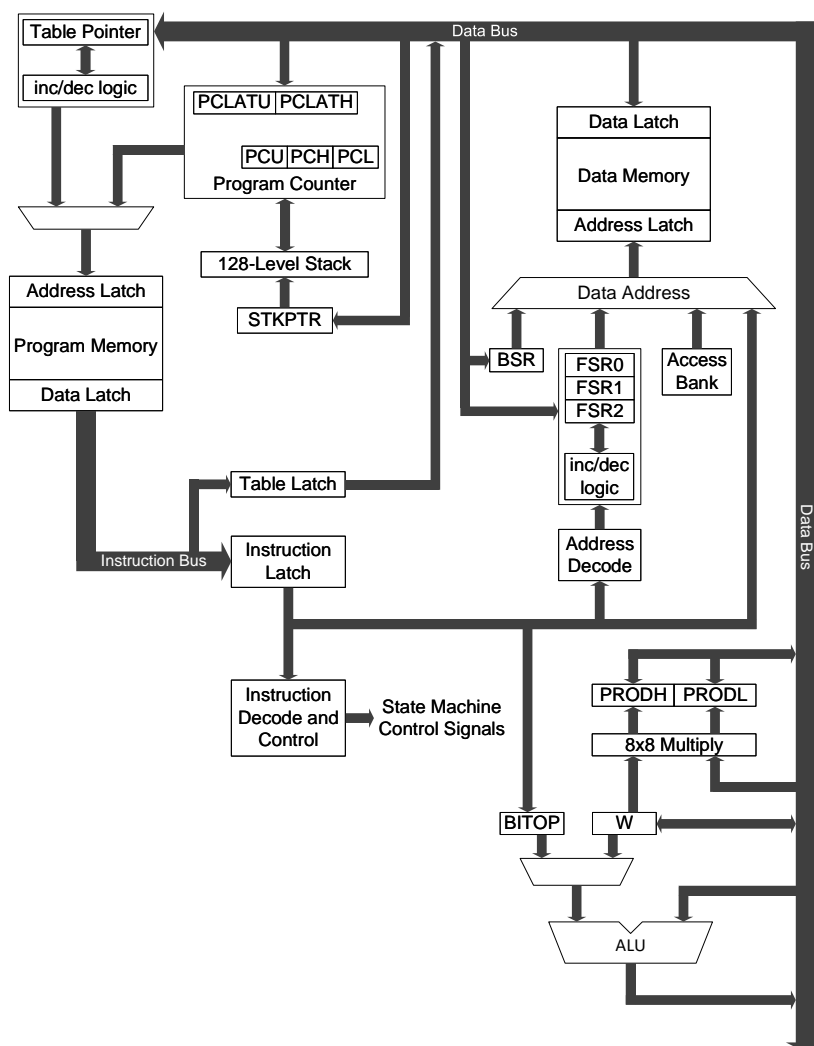 Data Bus
Table Pointer
inc/dec logic
PCLATU PCLATH
PCU PCH PCL
Program Counter
128-Level Stack
STKPTR
Data Latch
Data Memory
Address Latch
Data Address
BSR
FSR0
FSR1
FSR2
inc/dec
logic
Access
Bank
Address
Decode
Address Latch
Program Memory
Data Latch
Table Latch
Instruction Bus
Instruction
Latch
Instruction
Decode and
Control
State Machine
Control Signals
Data Bus
PRODH PRODL
8x8 Multiply
BITOP
W
ALU